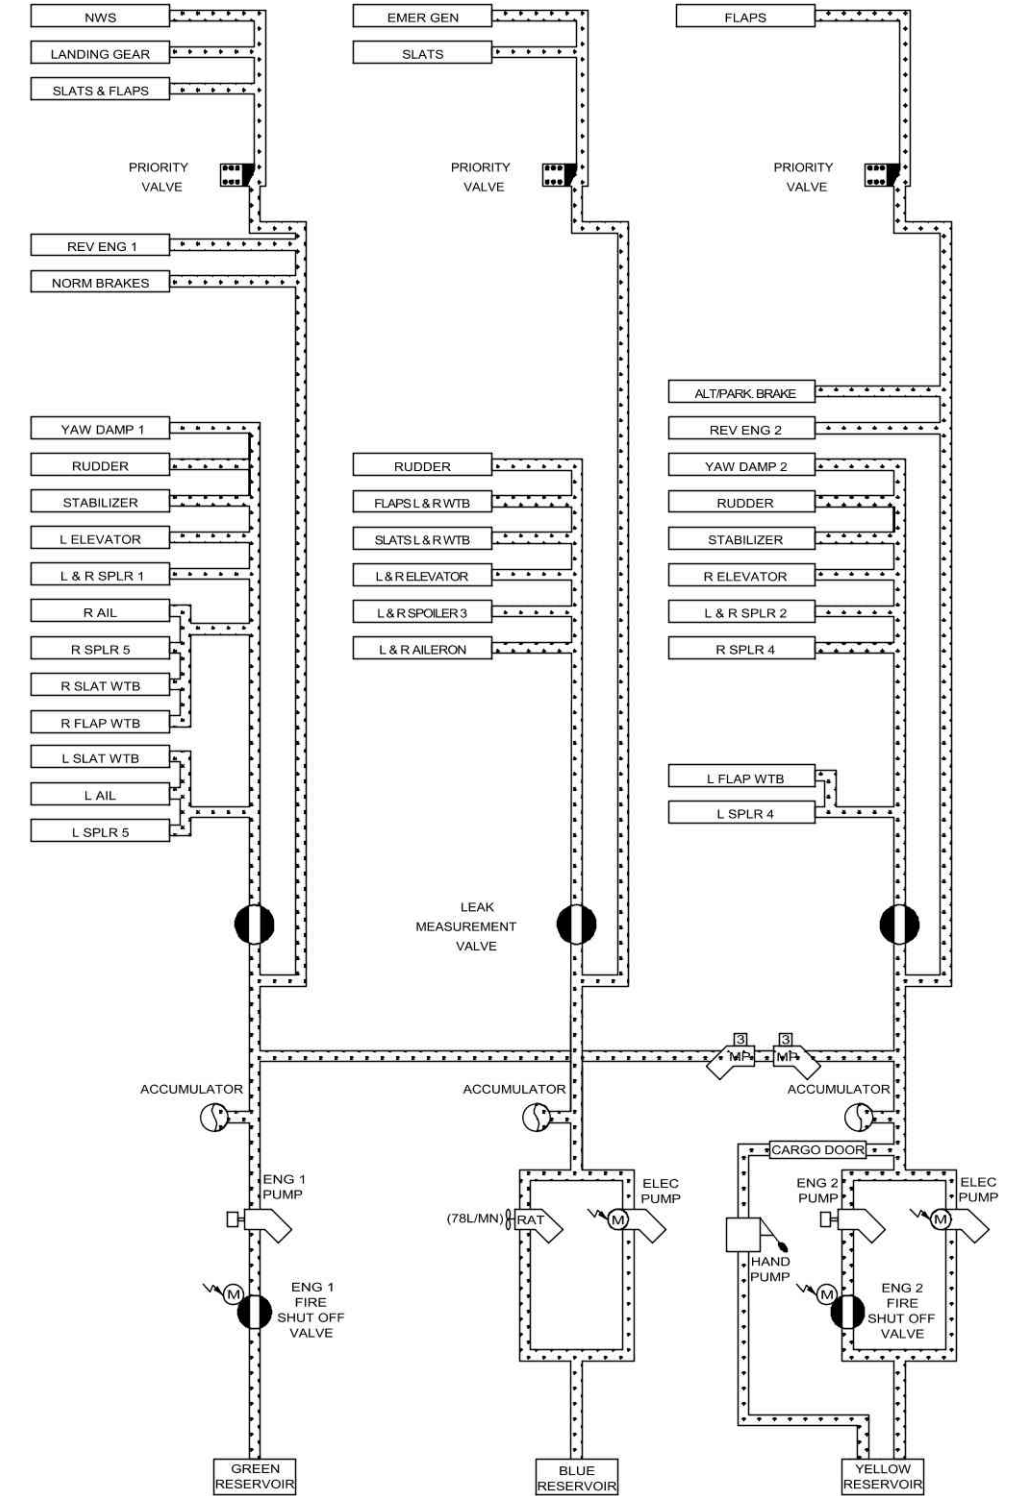 NWS
LANDING GEAR
SLATS & FLAPS
PRIORITY
VALVE
REV ENG 1
NORM BRAKES
YAW DAMP 1
RUDDER
STABILIZER
L ELEVATOR
L & R SPLR 1
R AIL
R SPLR 5
R SLAT WTB
R FLAP WTB
L SLAT WTB
L AIL
L SPLR 5
ACCUMULATOR
ENG 1
PUMP
M
ENG 1
FIRE
SHUT OFF
VALVE
GREEN
RESERVOIR
EMER GEN
SLATS
PRIORITY
VALVE
RUDDER
FLAPS L & R WTB
SLATS L & R WTB
L & R ELEVATOR
L & R SPOILER 3
L & R AILERON
LEAK
MEASUREMENT
VALVE
ACCUMULATOR
ELEC
PUMP
(78L/MN)
RAT
M
BLUE
RESERVOIR
FLAPS
PRIORITY
VALVE
ALT/PARK. BRAKE
REV ENG 2
YAW DAMP 2
RUDDER
STABILIZER
R ELEVATOR
L & R SPLR 2
R SPLR 4
L FLAP WTB
L SPLR 4
3
3
MP
MP
ACCUMULATOR
CARGO DOOR
ENG 2
PUMP
ELEC
PUMP
M
HAND
PUMP
M
ENG 2
FIRE
SHUT OFF
VALVE
YELLOW
RESERVOIR